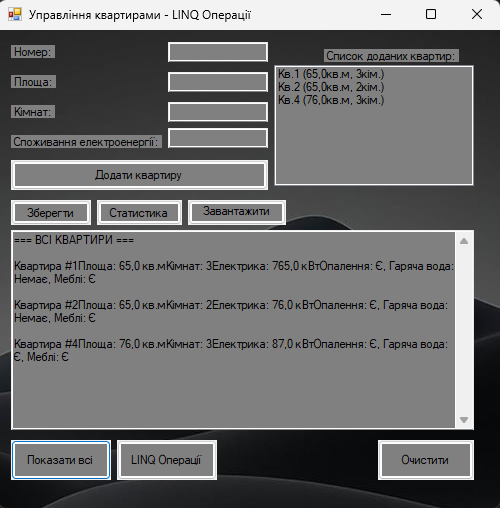 Управління квартирами - LINQ Операції
Номер:
Список доданих квартир:
Площа:
Кв.1 (65,0кв.м, 3кім.)
Кв.2 (65,0кв.м, 2кім.)
Кв.4 (76,0кв.м, 3кім.)
Кімнат:
Споживання електроенергії:
Додати квартиру
Зберегти
Статистика
Завантажити
=== ВСІ КВАРТИРИ ===
Квартира #1Площа: 65,0 кв.мКімнат: 3Електрика: 765,0 кВтОпалення: Є, Гаряча вода:
Немає, Меблі: Є
Квартира #2Площа: 65,0 кв.мКімнат: 2Електрика: 76,0 кВтОпалення: Є, Гаряча вода:
Немає, Меблі: Є
Квартира #4Площа: 76,0 кв.мКімнат: 3Електрика: 87,0 кВтОпалення: Є, Гаряча вода:
Є, Меблі: Є
Показати всі
LINQ Операції
Очистити